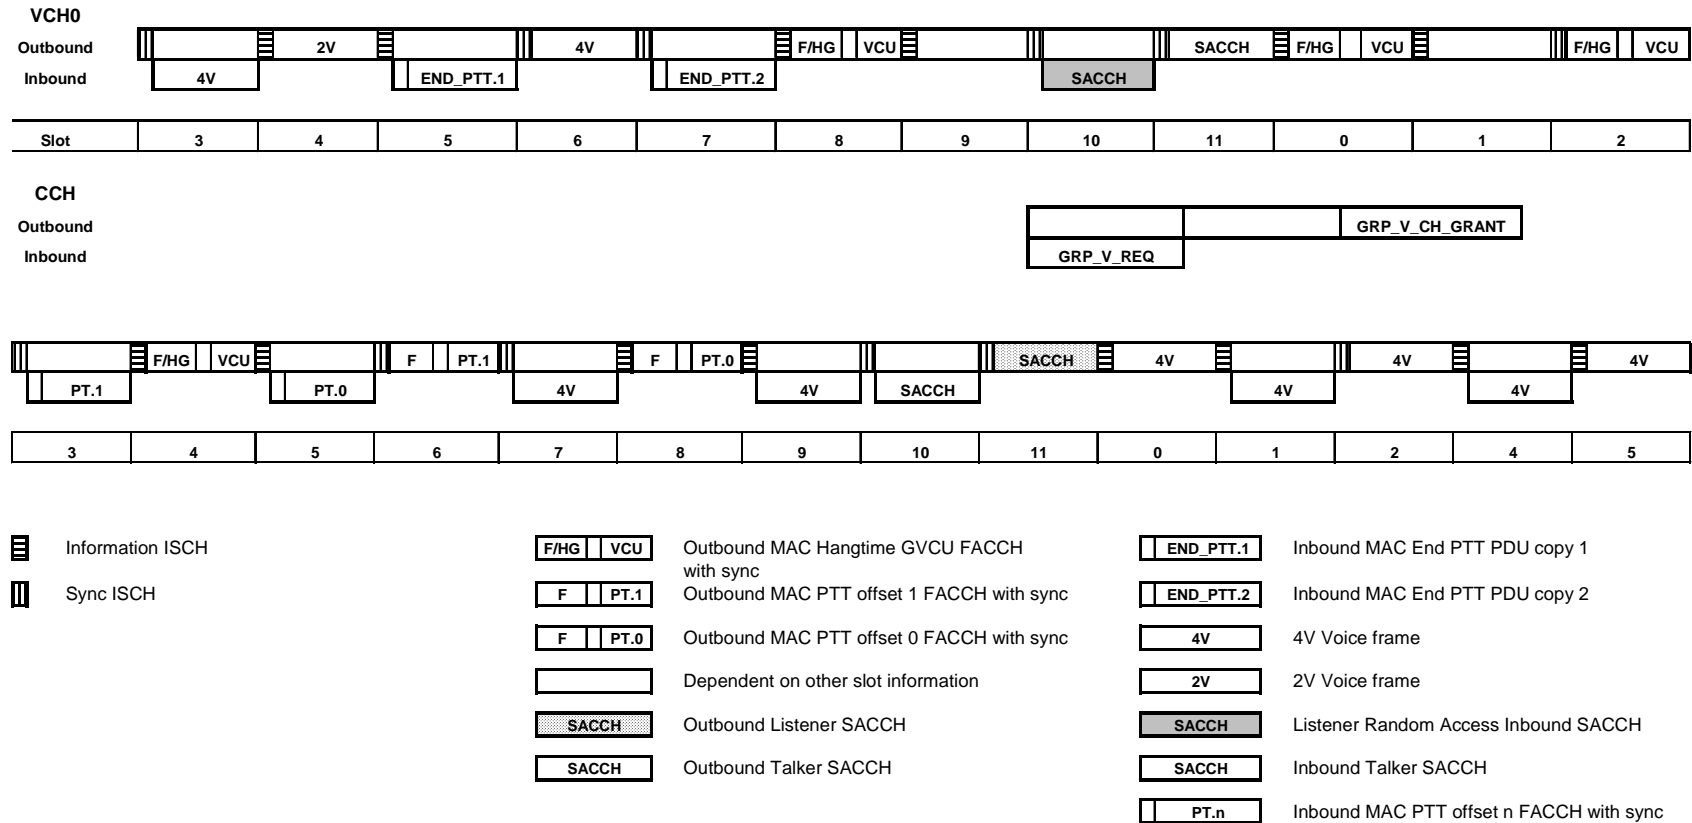 VCH0
Outbound 2V 4V F/HG VCU SACCH F/HG VCU F/HG VCU
Inbound 4V END_PTT.1 END_PTT.2 SACCH
Slot 3 4 5 6 7 8 9 10 11 0 1 2
CCH
Outbound GRP_V_CH_GRANT
Inbound GRP_V_REQ
F/HG VCU F PT.1 F PT.0 SACCH 4V 4V 4V
PT.1 PT.0 4V 4V SACCH 4V 4V
3 4 5 6 7 8 9 10 11 0 1 2 4 5
Information ISCH F/HG VCU Outbound MAC Hangtime GVCU FACCH END_PTT.1 Inbound MAC End PTT PDU copy 1
with sync
Sync ISCH F PT.1 Outbound MAC PTT offset 1 FACCH with sync END_PTT.2 Inbound MAC End PTT PDU copy 2
F PT.0 Outbound MAC PTT offset 0 FACCH with sync 4V 4V Voice frame
Dependent on other slot information 2V 2V Voice frame
SACCH Outbound Listener SACCH SACCH Listener Random Access Inbound SACCH
SACCH Outbound Talker SACCH SACCH Inbound Talker SACCH
PT.n Inbound MAC PTT offset n FACCH with sync